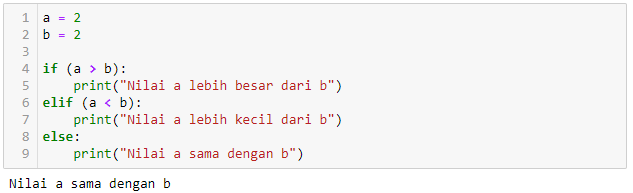 1 a = 2
2 b = 2
3
4 if (a > b):
5     print("Nilai a lebih besar dari b")
6 elif (a < b):
7     print("Nilai a lebih kecil dari b")
8 else:
9     print("Nilai a sama dengan b")
Nilai a sama dengan b